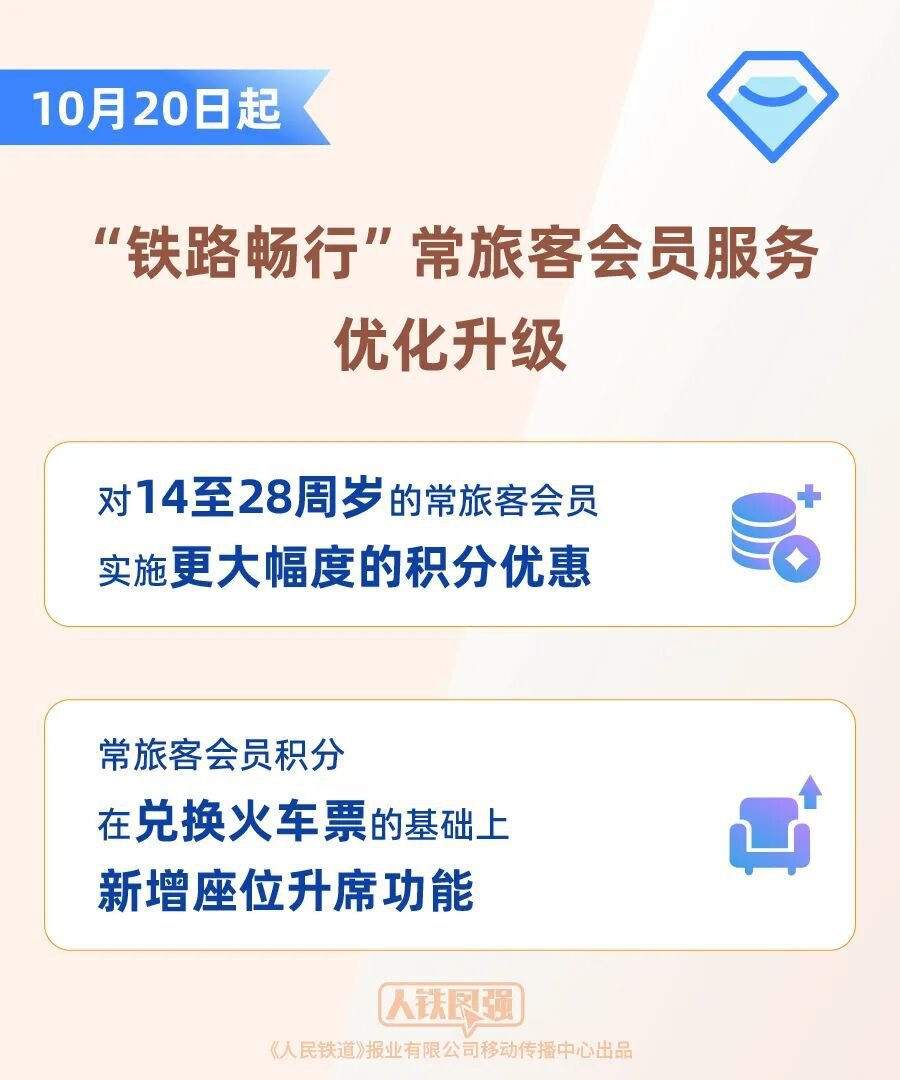 10月20日起
“铁路畅行”常旅客会员服务
优化升级
对14至28周岁的常旅客会员
实施更大幅度的积分优惠
常旅客会员积分
在兑换火车票的基础上
新增座位升席功能
人铁图强
《人民铁道》报业有限公司移动传播中心出品